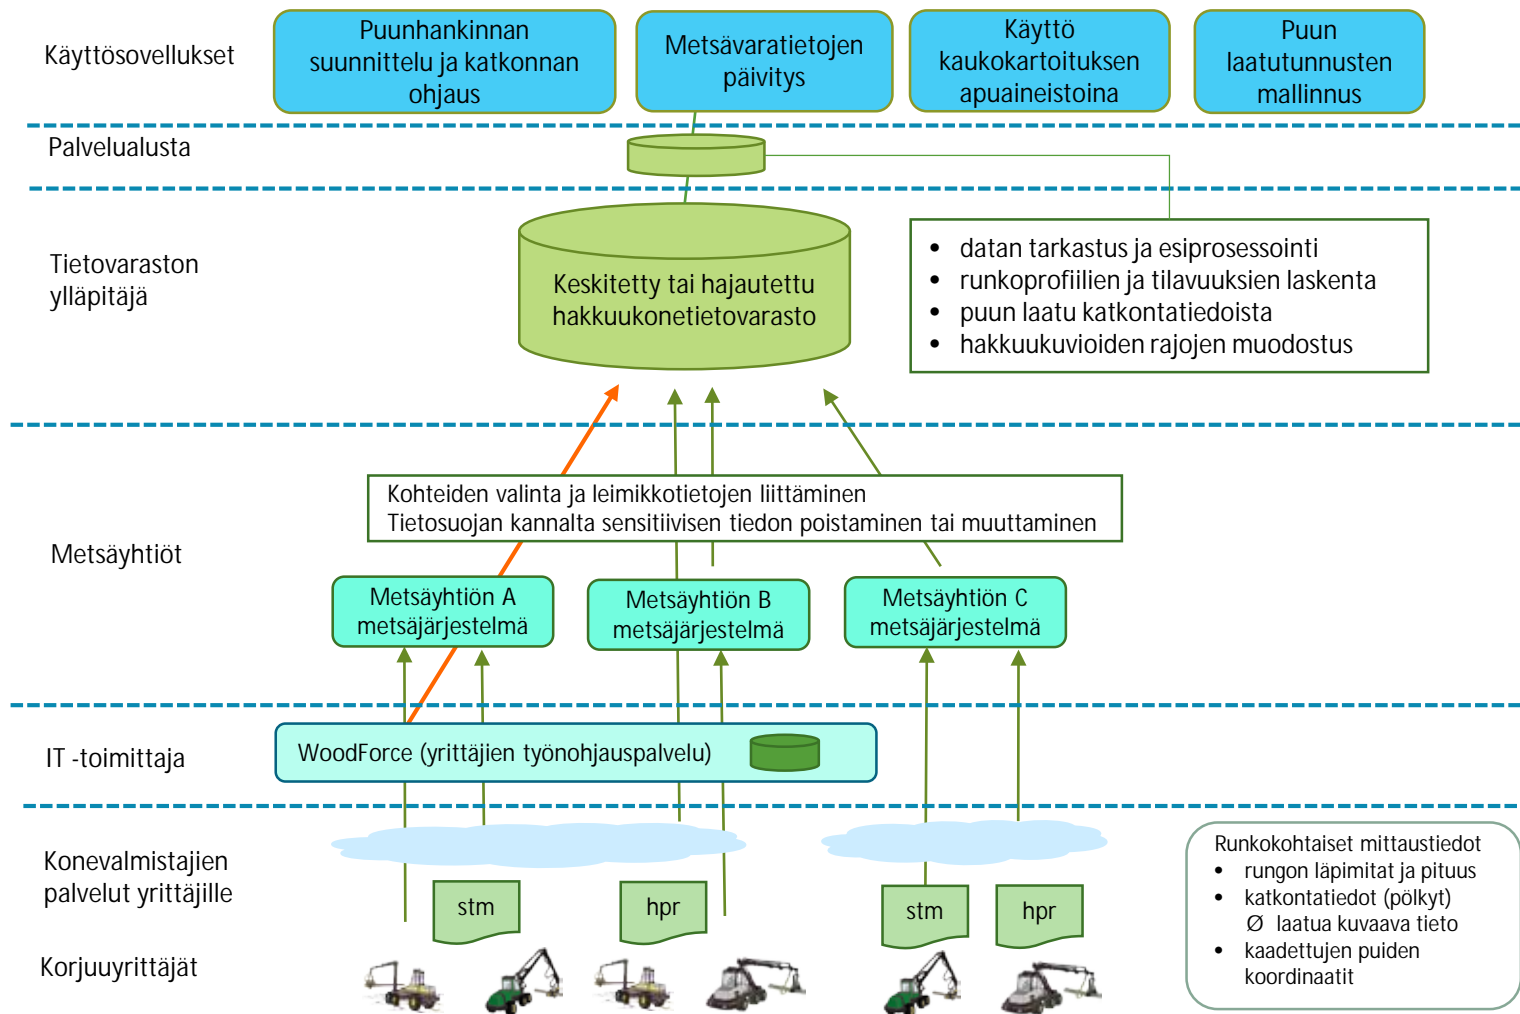 Käyttösovellukset
Puunhankinnan
suunnittelu ja katkonnan
ohjaus
Metsävaratietojen
päivitys
Käyttö
kaukokartoituksen
apuaineistoina
Puun
laatutunnusten
mallinnus
Palvelualusta
Tietovaraston
ylläpitäjä
Keskitetty tai hajautettu
hakkuukonetietovarasto
• datan tarkastus ja esiprosessointi
• runkoprofiilien ja tilavuuksien laskenta
• puun laatu katkontatiedoista
• hakkuukuvioiden rajojen muodostus
Metsäyhtiöt
Kohteiden valinta ja leimikkotietojen liittäminen
Tietosuojan kannalta sensitiivisen tiedon poistaminen tai muuttaminen
Metsäyhtiön A
metsäjärjestelmä
Metsäyhtiön B
metsäjärjestelmä
Metsäyhtiön C
metsäjärjestelmä
IT -toimittaja
WoodForce (yrittäjien työnohjauspalvelu)
Konevalmistajien
palvelut yrittäjille
stm
hpr
stm
hpr
Runkokohtaiset mittaustiedot
• rungon läpimitat ja pituus
• katkontatiedot (pölkyt)
Ø laatua kuvaava tieto
• kaadettujen puiden
koordinaatit
Korjuuyrittäjät